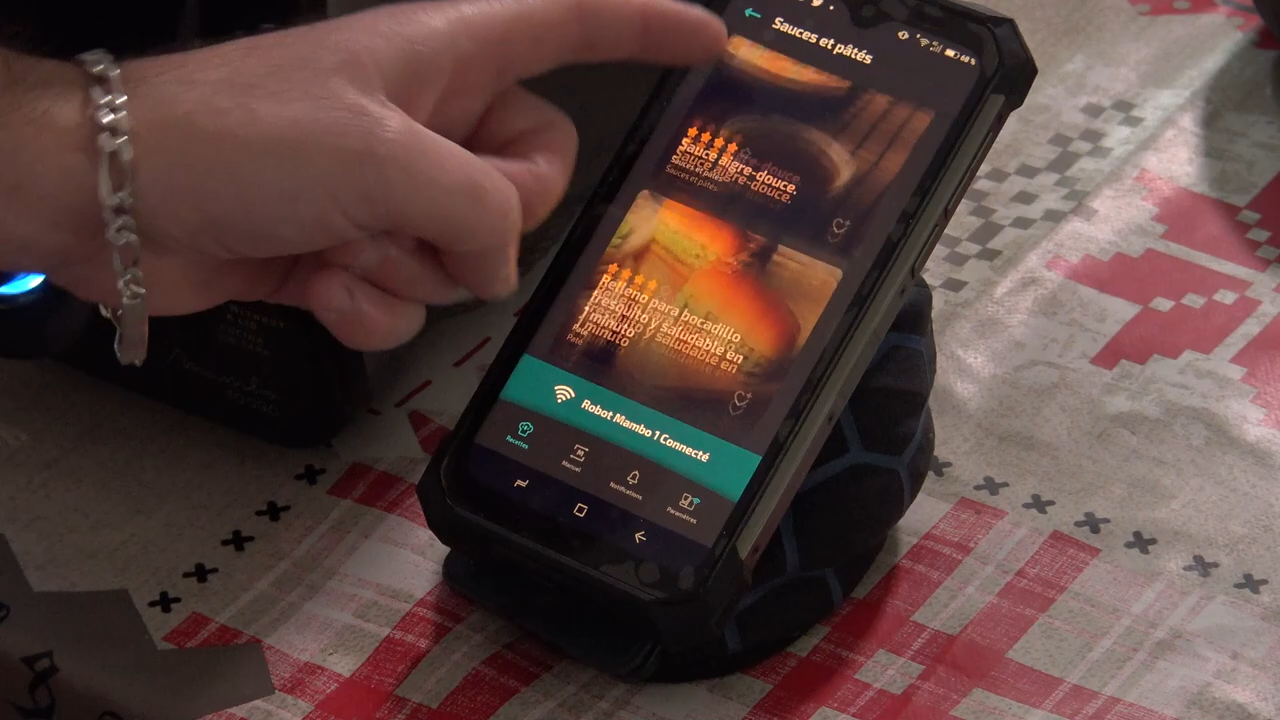 Sauces et pâtés
68 %
Sauce aigre-douce.
Sauces et pâtés
Relleno para bocadillo
fresquito y saludable en
1 minuto
Paté
Robot Mambo 1 Connecté
Recettes
Manuel
Notifications
Paramètres